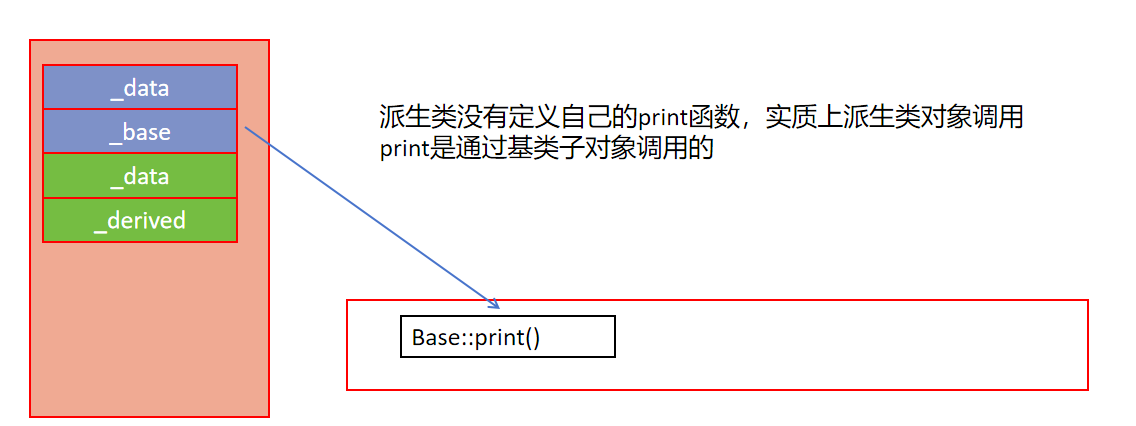 _data
_base
_data
_derived
派生类没有定义自己的print函数，实质上派生类对象调用
print是通过基类子对象调用的
Base::print()